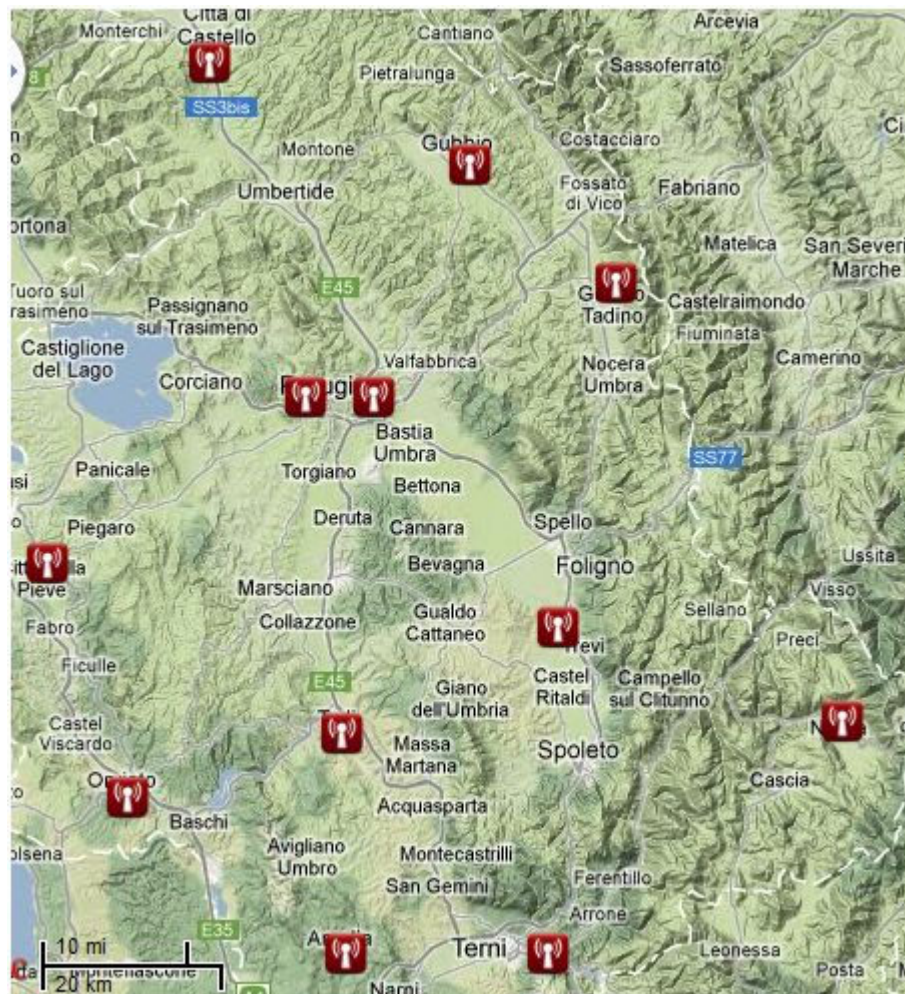 Monterchi
Città di
Castello
Cantiano
Arcevia
Pietralunga
Sassoferrato
8
SS3bis
Montone
Costacciaro
Umbertide
Fossato
di Vico
Fabriano
Matelica
San Severi
Marche
E45
Tuoro sul
Trasimeno
Passignano
sul Trasimeno
Castelraimondo
Tadino
Fiuminata
Castiglione
del Lago
Corciano
Valfabbrica
Nocera
Umbra
Camerino
Bastia
Umbra
SS77
Panicale
Torgiano
Bettona
Deruta
Cannara
Spello
Piegaro
Bevagna
Foligno
Ussita
Pieve
Marsciano
Visso
Fabro
Collazzone
Gualdo
Cattaneo
Sellano
Preci
Trevi
Ficulle
E45
Giano
dell'Umbria
Castel
Ritaldi
Campello
sul Clitunno
Castel
Viscardo
Massa
Martana
Spoleto
Cascia
Acquasparta
Baschi
Avigliano
Umbro
Montecastrilli
San Gemini
Ferentillo
Arrone
E35
Terni
Leonessa
10 mi
Montefiascone
Posta
20 km
Narni